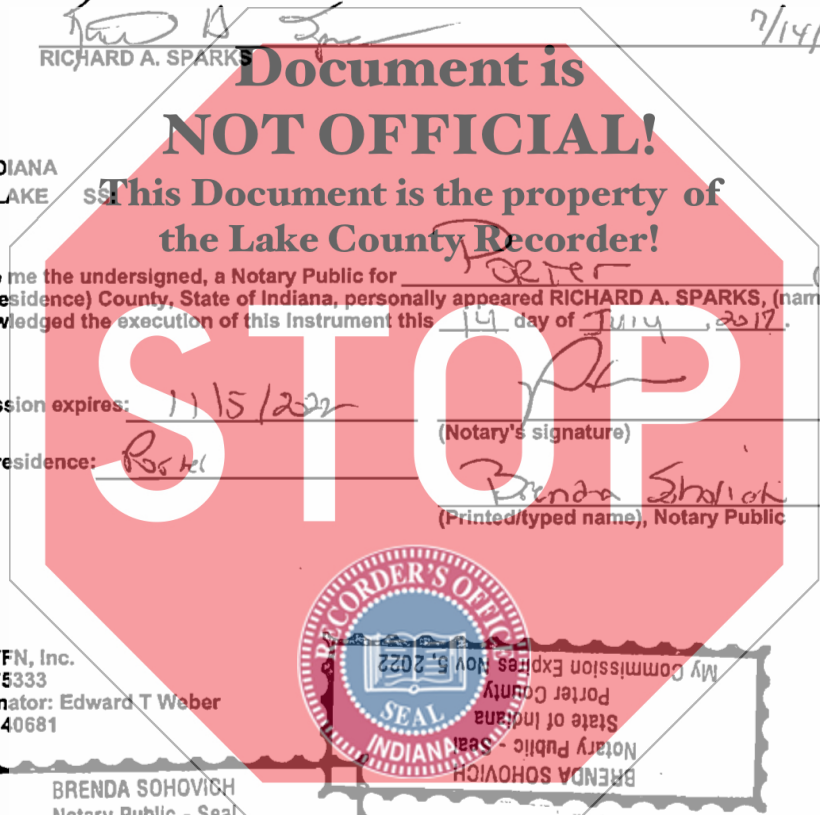 7/14/
RICHARD A. SPARKS
Document is
NOT OFFICIAL!
DIANA
LAKE SS:
This Document is the property of
the Lake County Recorder!
me the undersigned, a Notary Public for Porter (
esidence) County, State of Indiana, personally appeared RICHARD A. SPARKS, (nam
wledged the execution of this Instrument this 14 day of July, 2017.
STOP
ssion expires: 11/5/2022
(Notary's signature)
esidence: Porter
Brenda Sohovich
(Printed/typed name), Notary Public
RECORDER'S OFFICE
SEAL
INDIANA
FN, Inc.
5333
nator: Edward T Weber
40681
BRENDA SOHOVICH
Notary Public - Seal
State of Indiana
Porter County
My Commission Expires Nov 5, 2022
BRENDA SOHOVICH
Notary Public - Seal